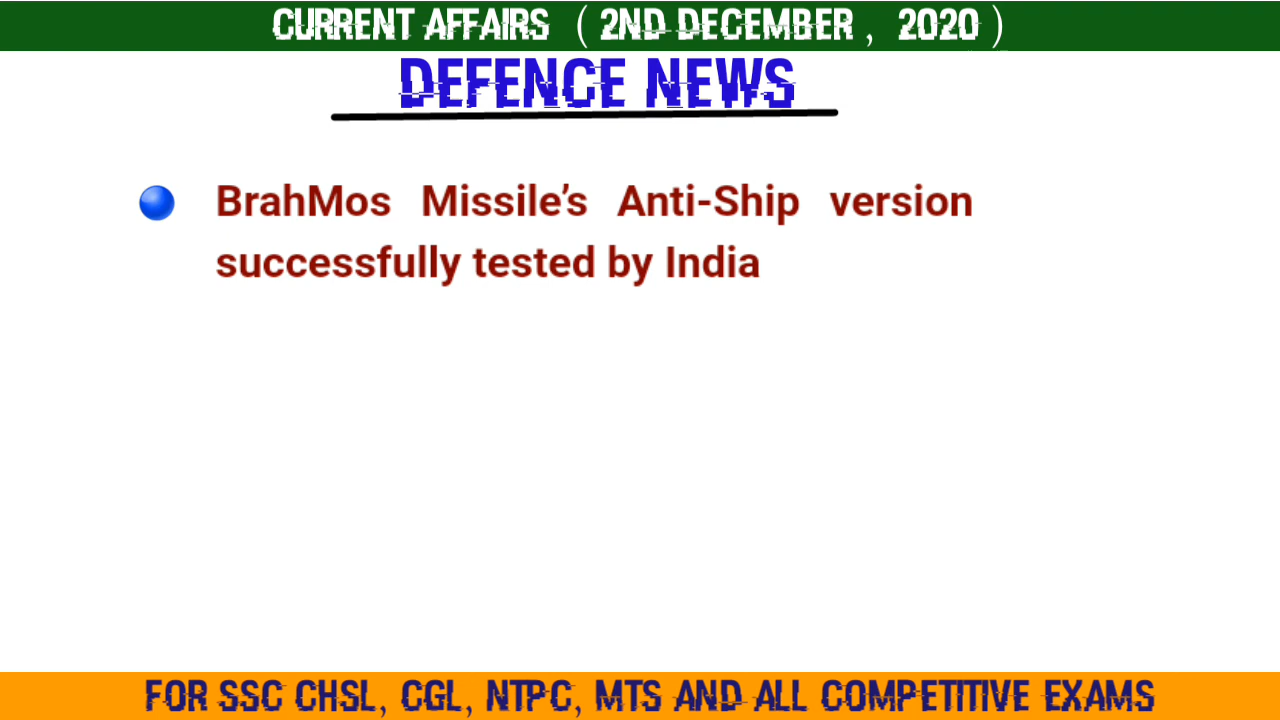 CURRENT AFFAIRS ( 2ND DECEMBER , 2020 )
DEFENCE NEWS
BrahMos Missile’s Anti-Ship version
successfully tested by India
FOR SSC CHSL, CGL, NTPC, MTS AND ALL COMPETITIVE EXAMS